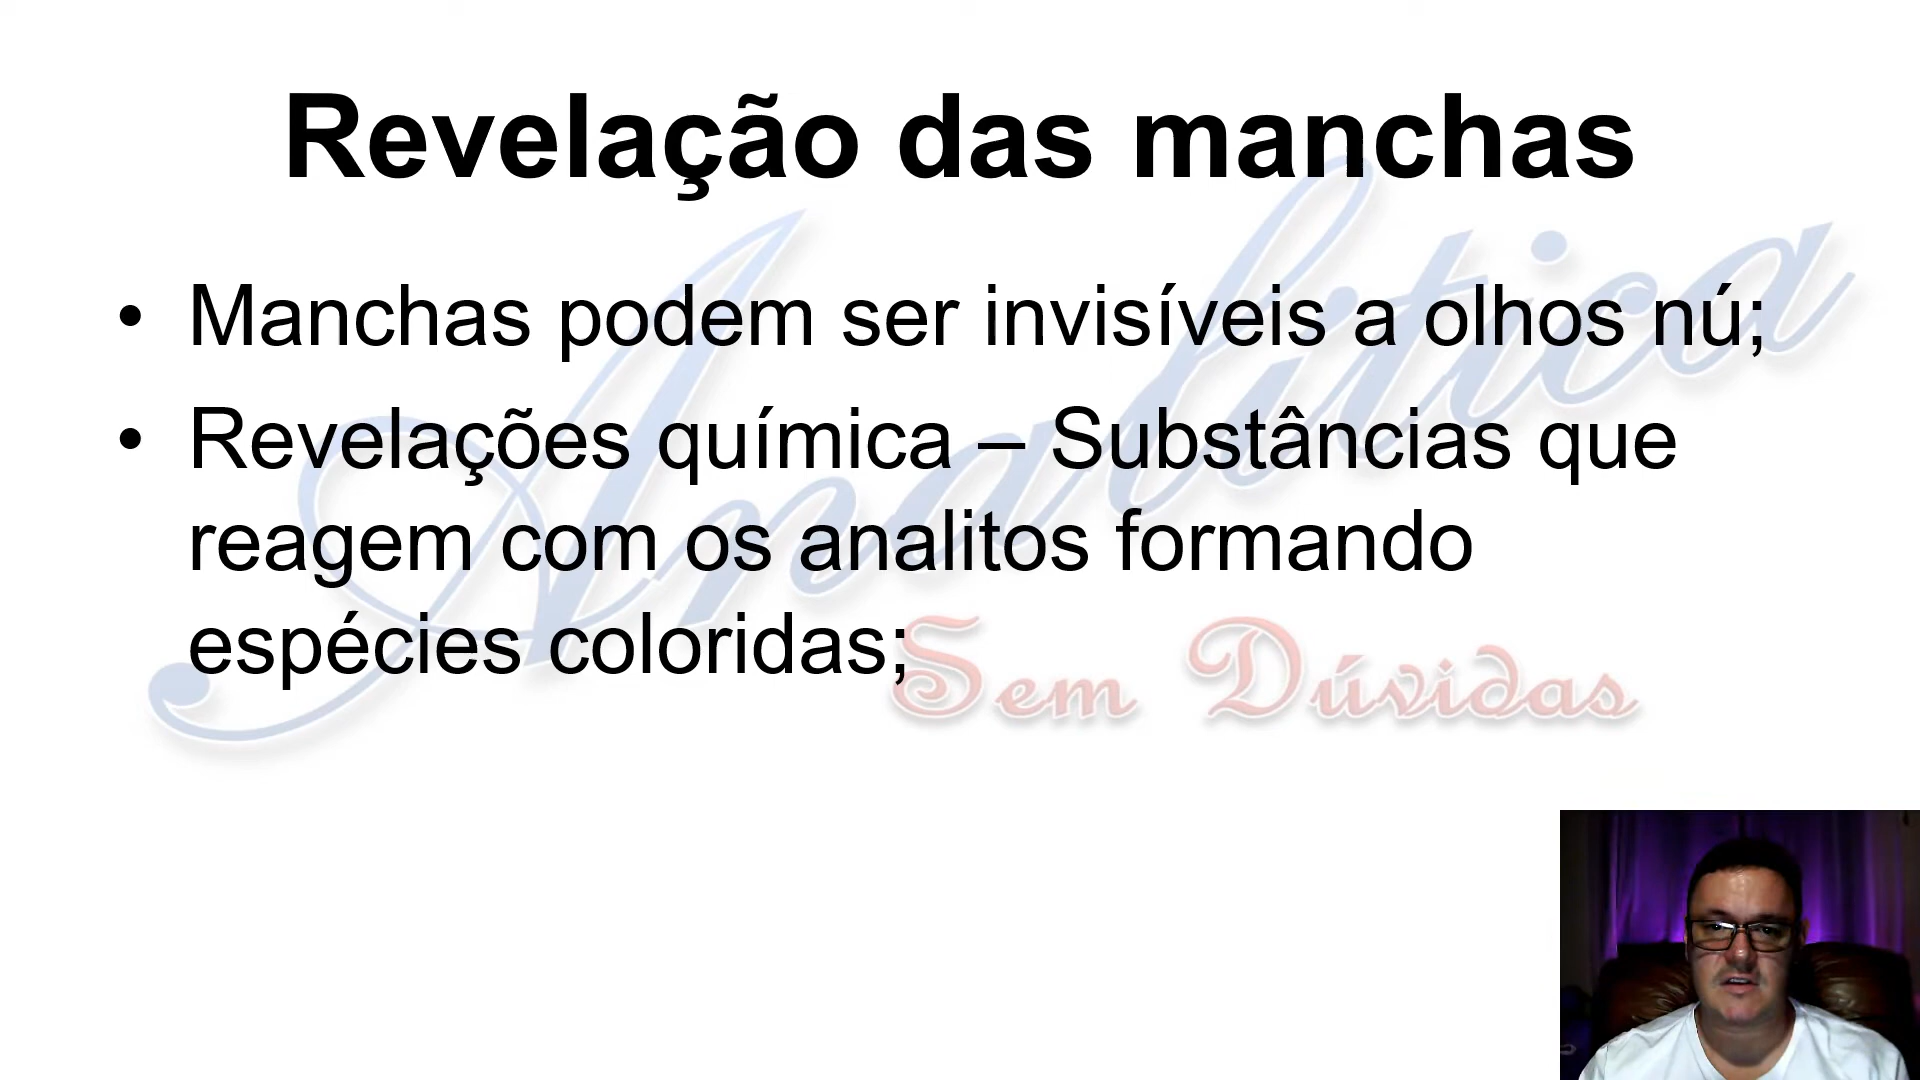 Revelação das manchas
• Manchas podem ser invisíveis a olhos nú;
• Revelações química – Substâncias que
reagem com os analitos formando
espécies coloridas;
Analitica
Sem Dúvidas